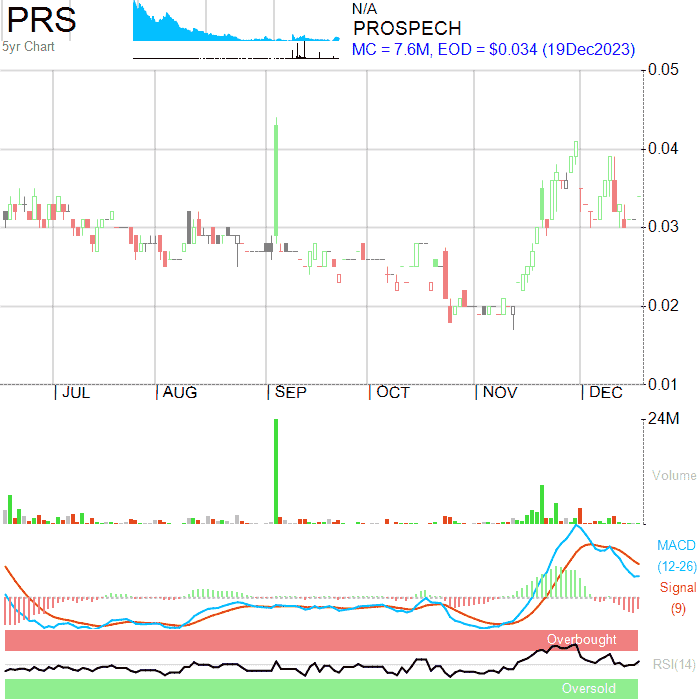 PRS
5yr Chart
N/A
PROSPECH
MC = 7.6M, EOD = $0.034 (19Dec2023)
0.05
0.04
0.03
0.02
0.01
JUL AUG SEP OCT NOV DEC
24M
Volume
MACD
(12-26)
Signal
(9)
Overbought
RSI(14)
Oversold